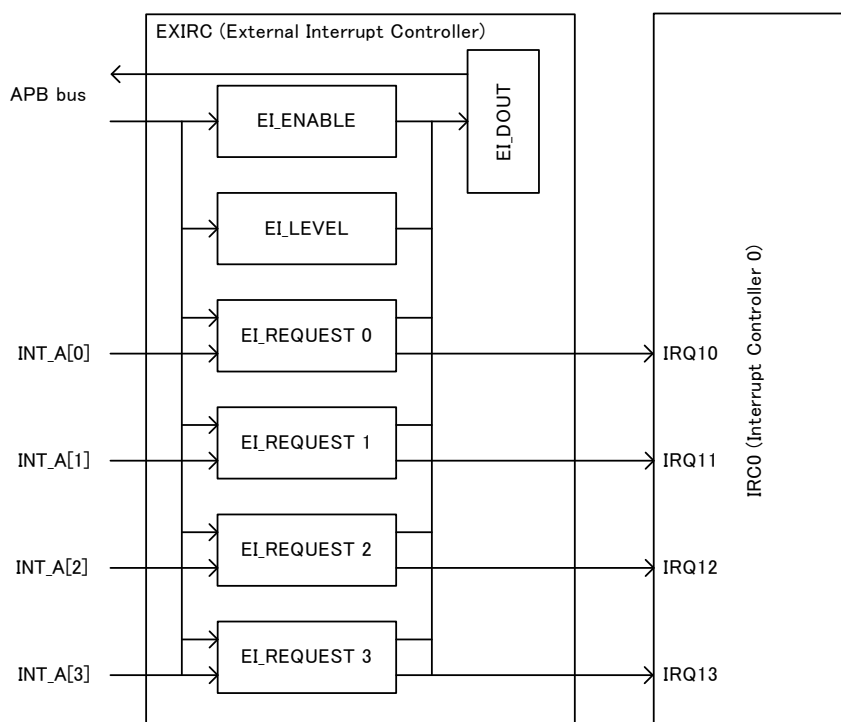 EXIRC (External Interrupt Controller)
APB bus
EI_ENABLE
EI_DOUT
EI_LEVEL
INT_A[0]
EI_REQUEST 0
IRQ10
INT_A[1]
EI_REQUEST 1
IRQ11
INT_A[2]
EI_REQUEST 2
IRQ12
INT_A[3]
EI_REQUEST 3
IRQ13
IRC0 (Interrupt Controller 0)